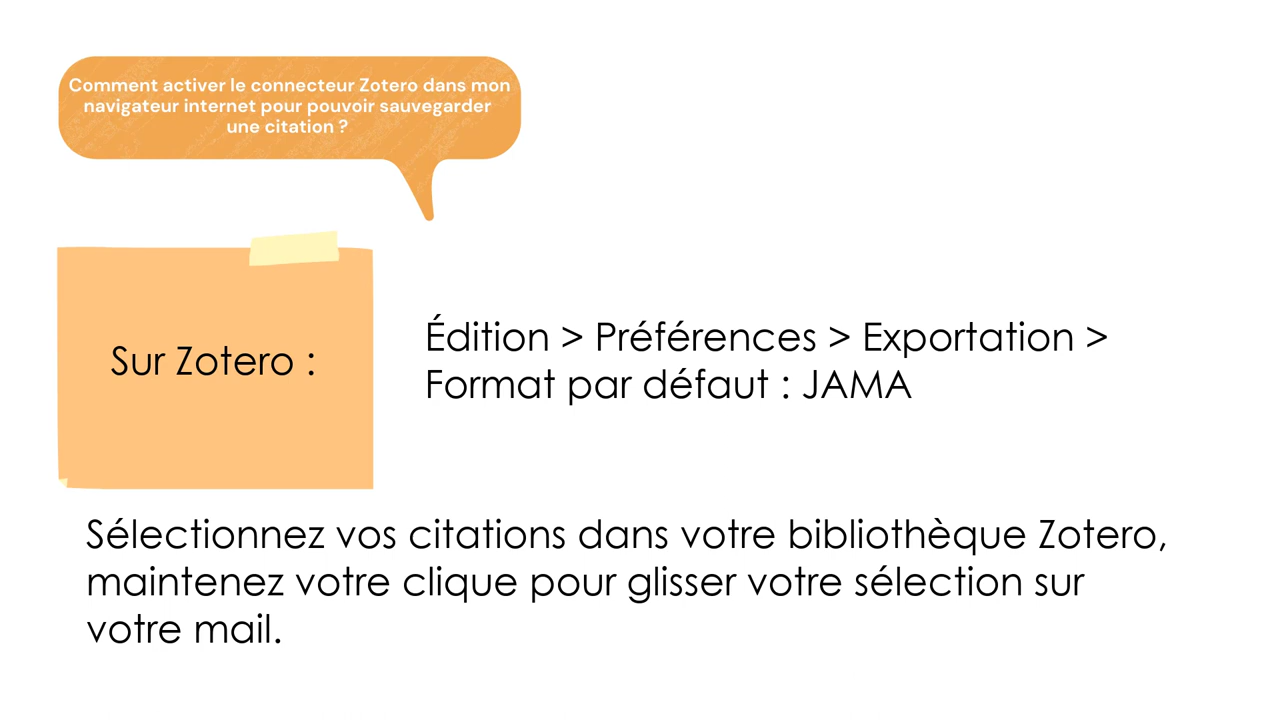 Comment activer le connecteur Zotero dans mon
navigateur internet pour pouvoir sauvegarder
une citation ?
Sur Zotero :
Édition > Préférences > Exportation >
Format par défaut : JAMA
Sélectionnez vos citations dans votre bibliothèque Zotero,
maintenez votre clique pour glisser votre sélection sur
votre mail.